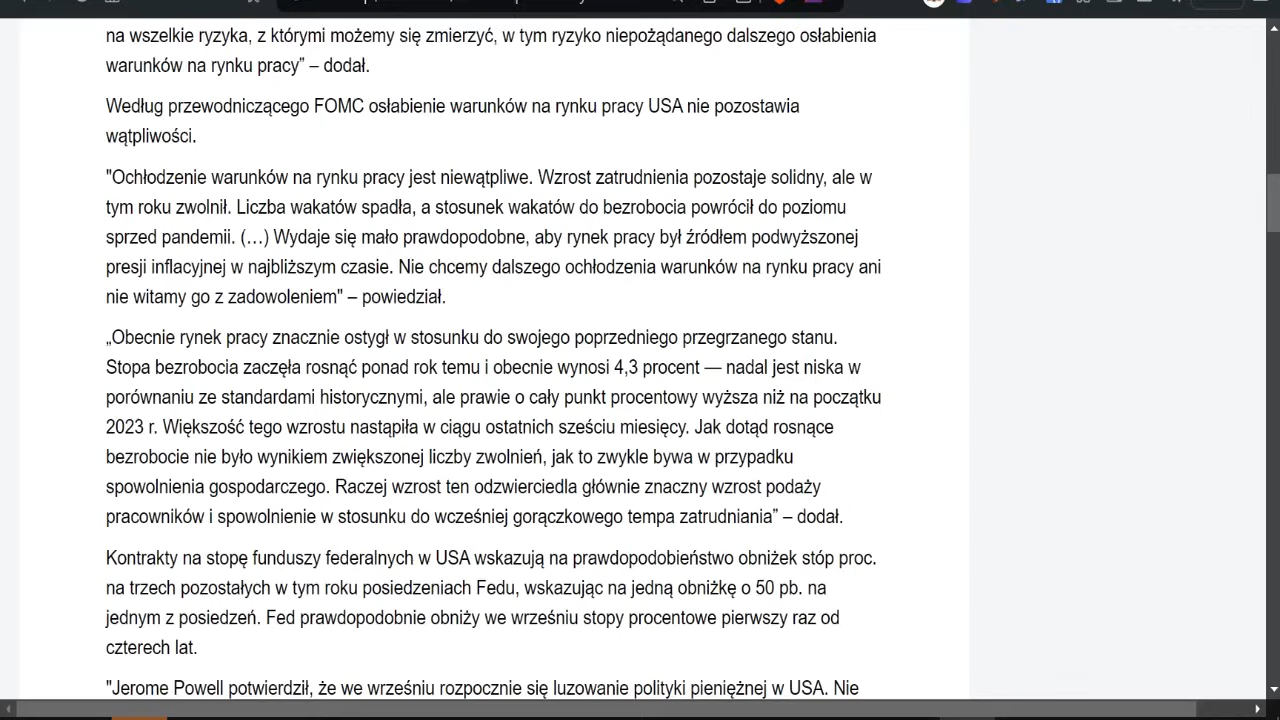 na wszelkie ryzyka, z którymi możemy się zmierzyć, w tym ryzyko niepożądanego dalszego osłabienia
warunków na rynku pracy” – dodał.
Według przewodniczącego FOMC osłabienie warunków na rynku pracy USA nie pozostawia
wątpliwości.
"Ochłodzenie warunków na rynku pracy jest niewątpliwe. Wzrost zatrudnienia pozostaje solidny, ale w
tym roku zwolnił. Liczba wakatów spadła, a stosunek wakatów do bezrobocia powrócił do poziomu
sprzed pandemii. (…) Wydaje się mało prawdopodobne, aby rynek pracy był źródłem podwyższonej
presji inflacyjnej w najbliższym czasie. Nie chcemy dalszego ochłodzenia warunków na rynku pracy ani
nie witamy go z zadowoleniem" – powiedział.
„Obecnie rynek pracy znacznie ostygł w stosunku do swojego poprzedniego przegrzanego stanu.
Stopa bezrobocia zaczęła rosnąć ponad rok temu i obecnie wynosi 4,3 procent — nadal jest niska w
porównaniu ze standardami historycznymi, ale prawie o cały punkt procentowy wyższa niż na początku
2023 r. Większość tego wzrostu nastąpiła w ciągu ostatnich sześciu miesięcy. Jak dotąd rosnące
bezrobocie nie było wynikiem zwiększonej liczby zwolnień, jak to zwykle bywa w przypadku
spowolnienia gospodarczego. Raczej wzrost ten odzwierciedla głównie znaczny wzrost podaży
pracowników i spowolnienie w stosunku do wcześniej gorączkowego tempa zatrudniania” – dodał.
Kontrakty na stopę funduszy federalnych w USA wskazują na prawdopodobieństwo obniżek stóp proc.
na trzech pozostałych w tym roku posiedzeniach Fedu, wskazując na jedną obniżkę o 50 pb. na
jednym z posiedzeń. Fed prawdopodobnie obniży we wrześniu stopy procentowe pierwszy raz od
czterech lat.
"Jerome Powell potwierdził, że we wrześniu rozpocznie się luzowanie polityki pieniężnej w USA. Nie